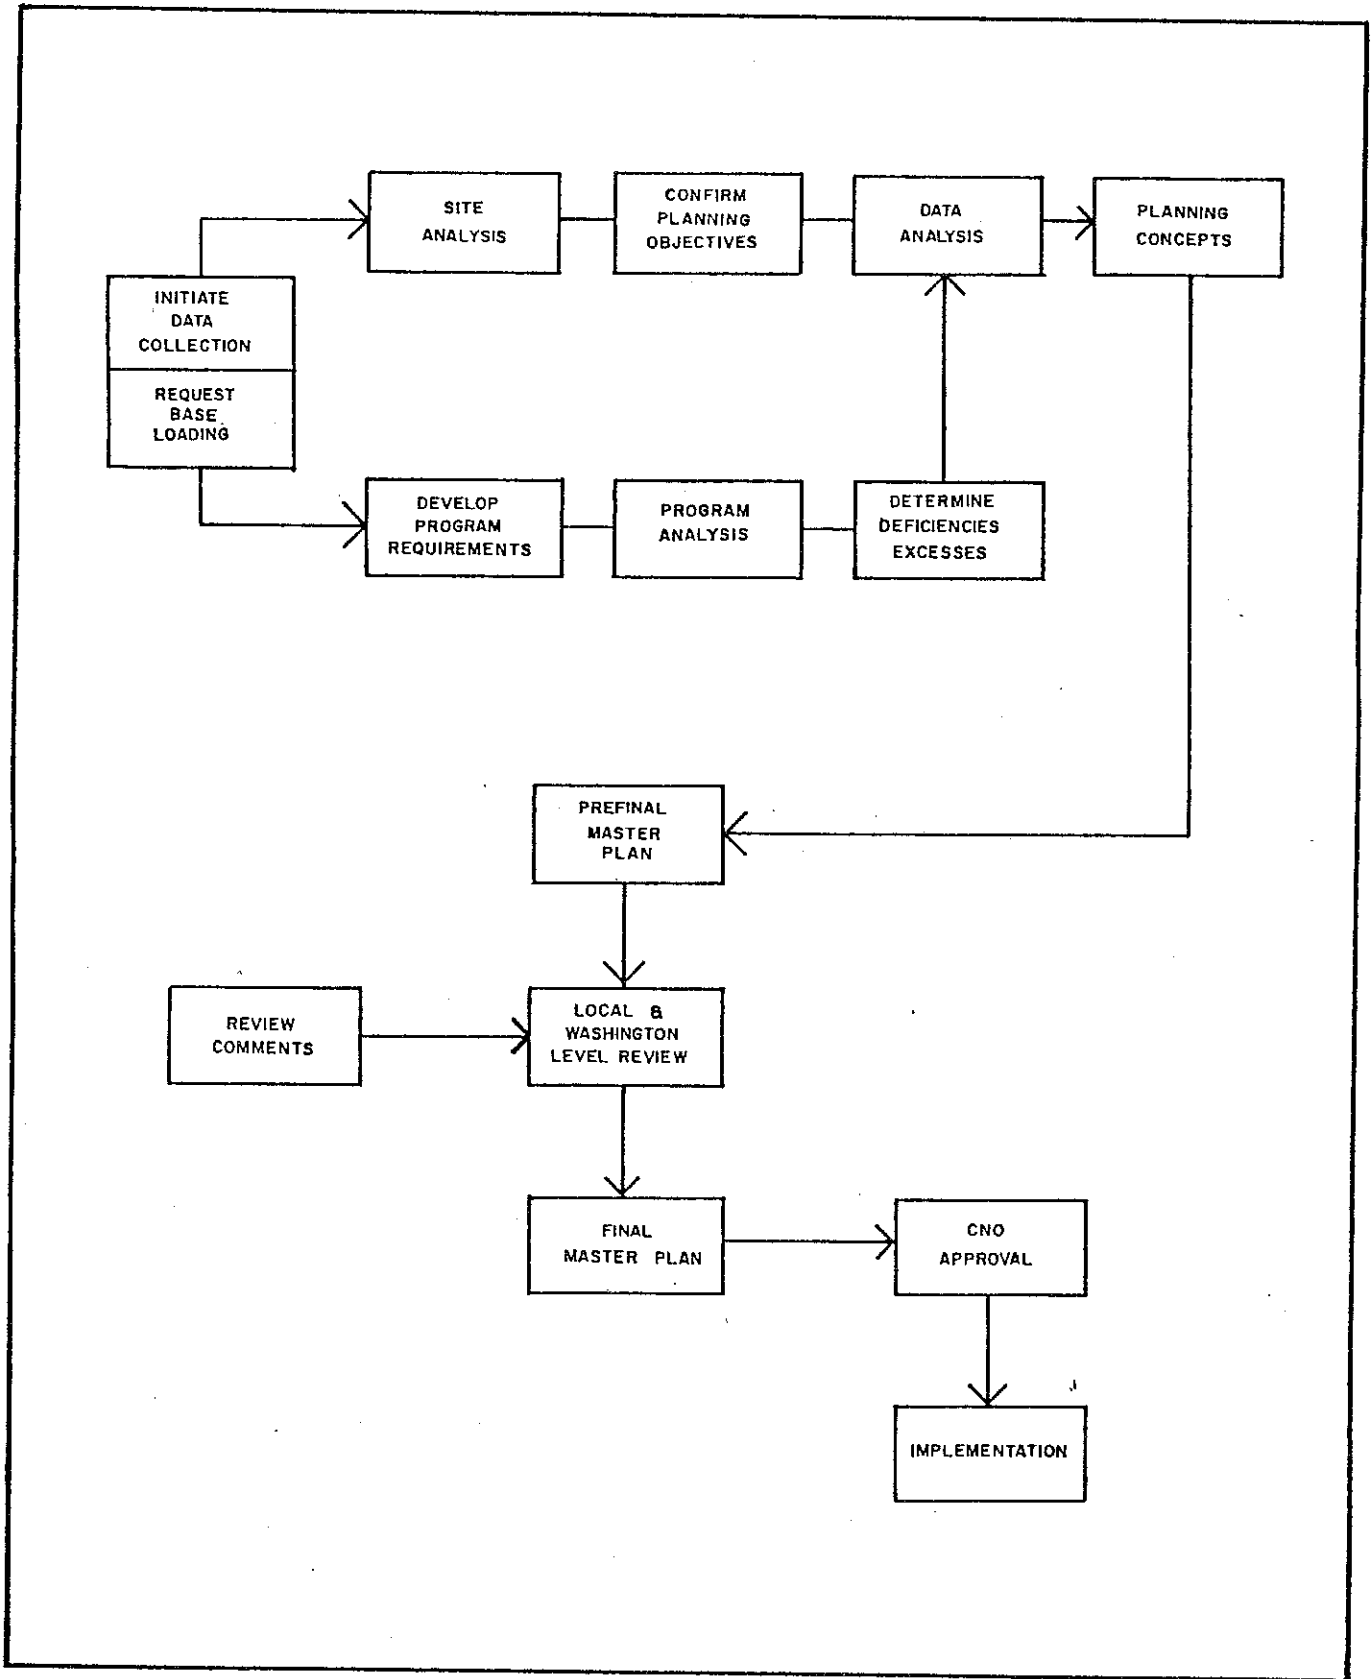 SITE
ANALYSIS
CONFIRM
PLANNING
OBJECTIVES
DATA
ANALYSIS
PLANNING
CONCEPTS
INITIATE
DATA
COLLECTION
REQUEST
BASE
LOADING
DEVELOP
PROGRAM
REQUIREMENTS
PROGRAM
ANALYSIS
DETERMINE
DEFICIENCIES
EXCESSES
PREFINAL
MASTER
PLAN
REVIEW
COMMENTS
LOCAL &
WASHINGTON
LEVEL REVIEW
FINAL
MASTER PLAN
CNO
APPROVAL
IMPLEMENTATION